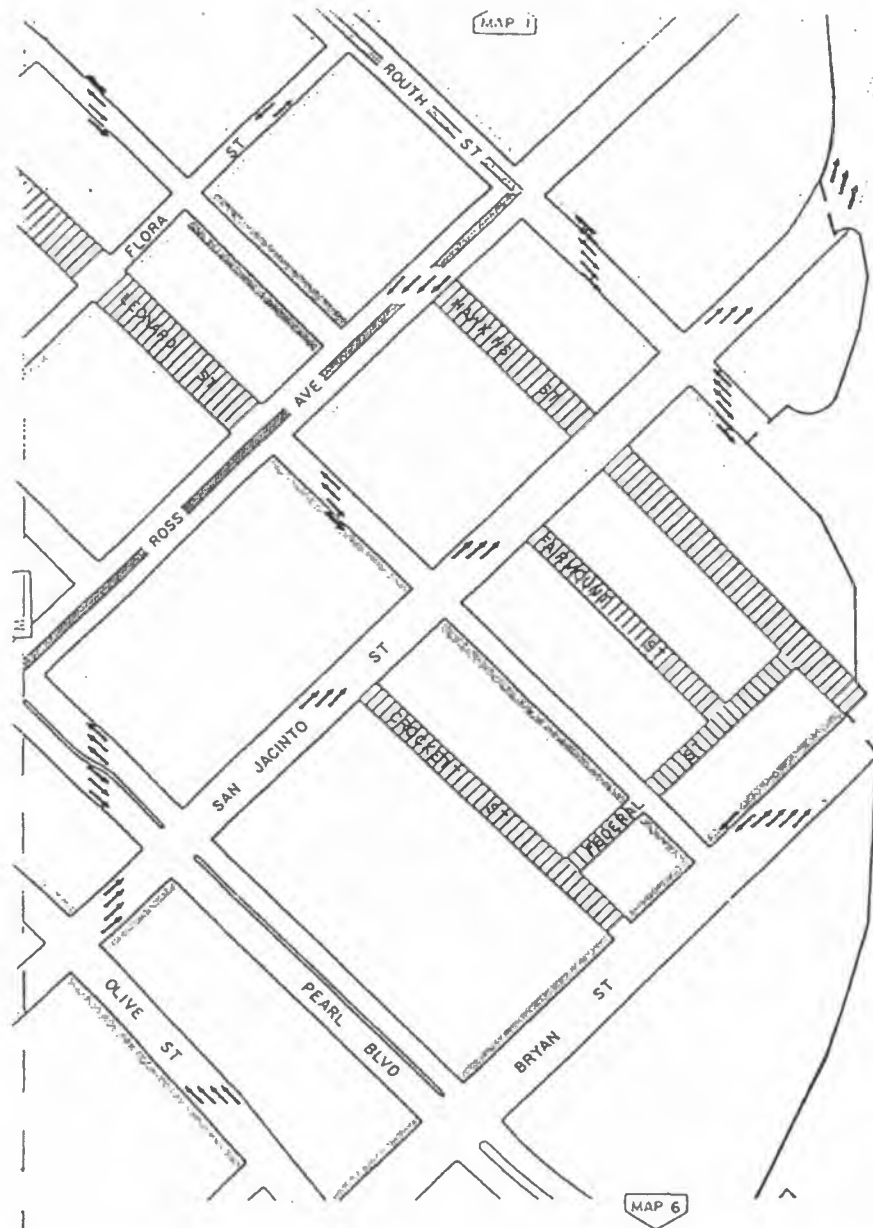 MAP 1
ROUTH ST
FLORA ST
LEONARD ST
HAWKINS ST
ROSS AVE
FAIRMOUNT ST
SAN JACINTO ST
CROCKETT ST
FEDERAL ST
OLIVE ST
PEARL BLVD
BRYAN ST
MAP 6